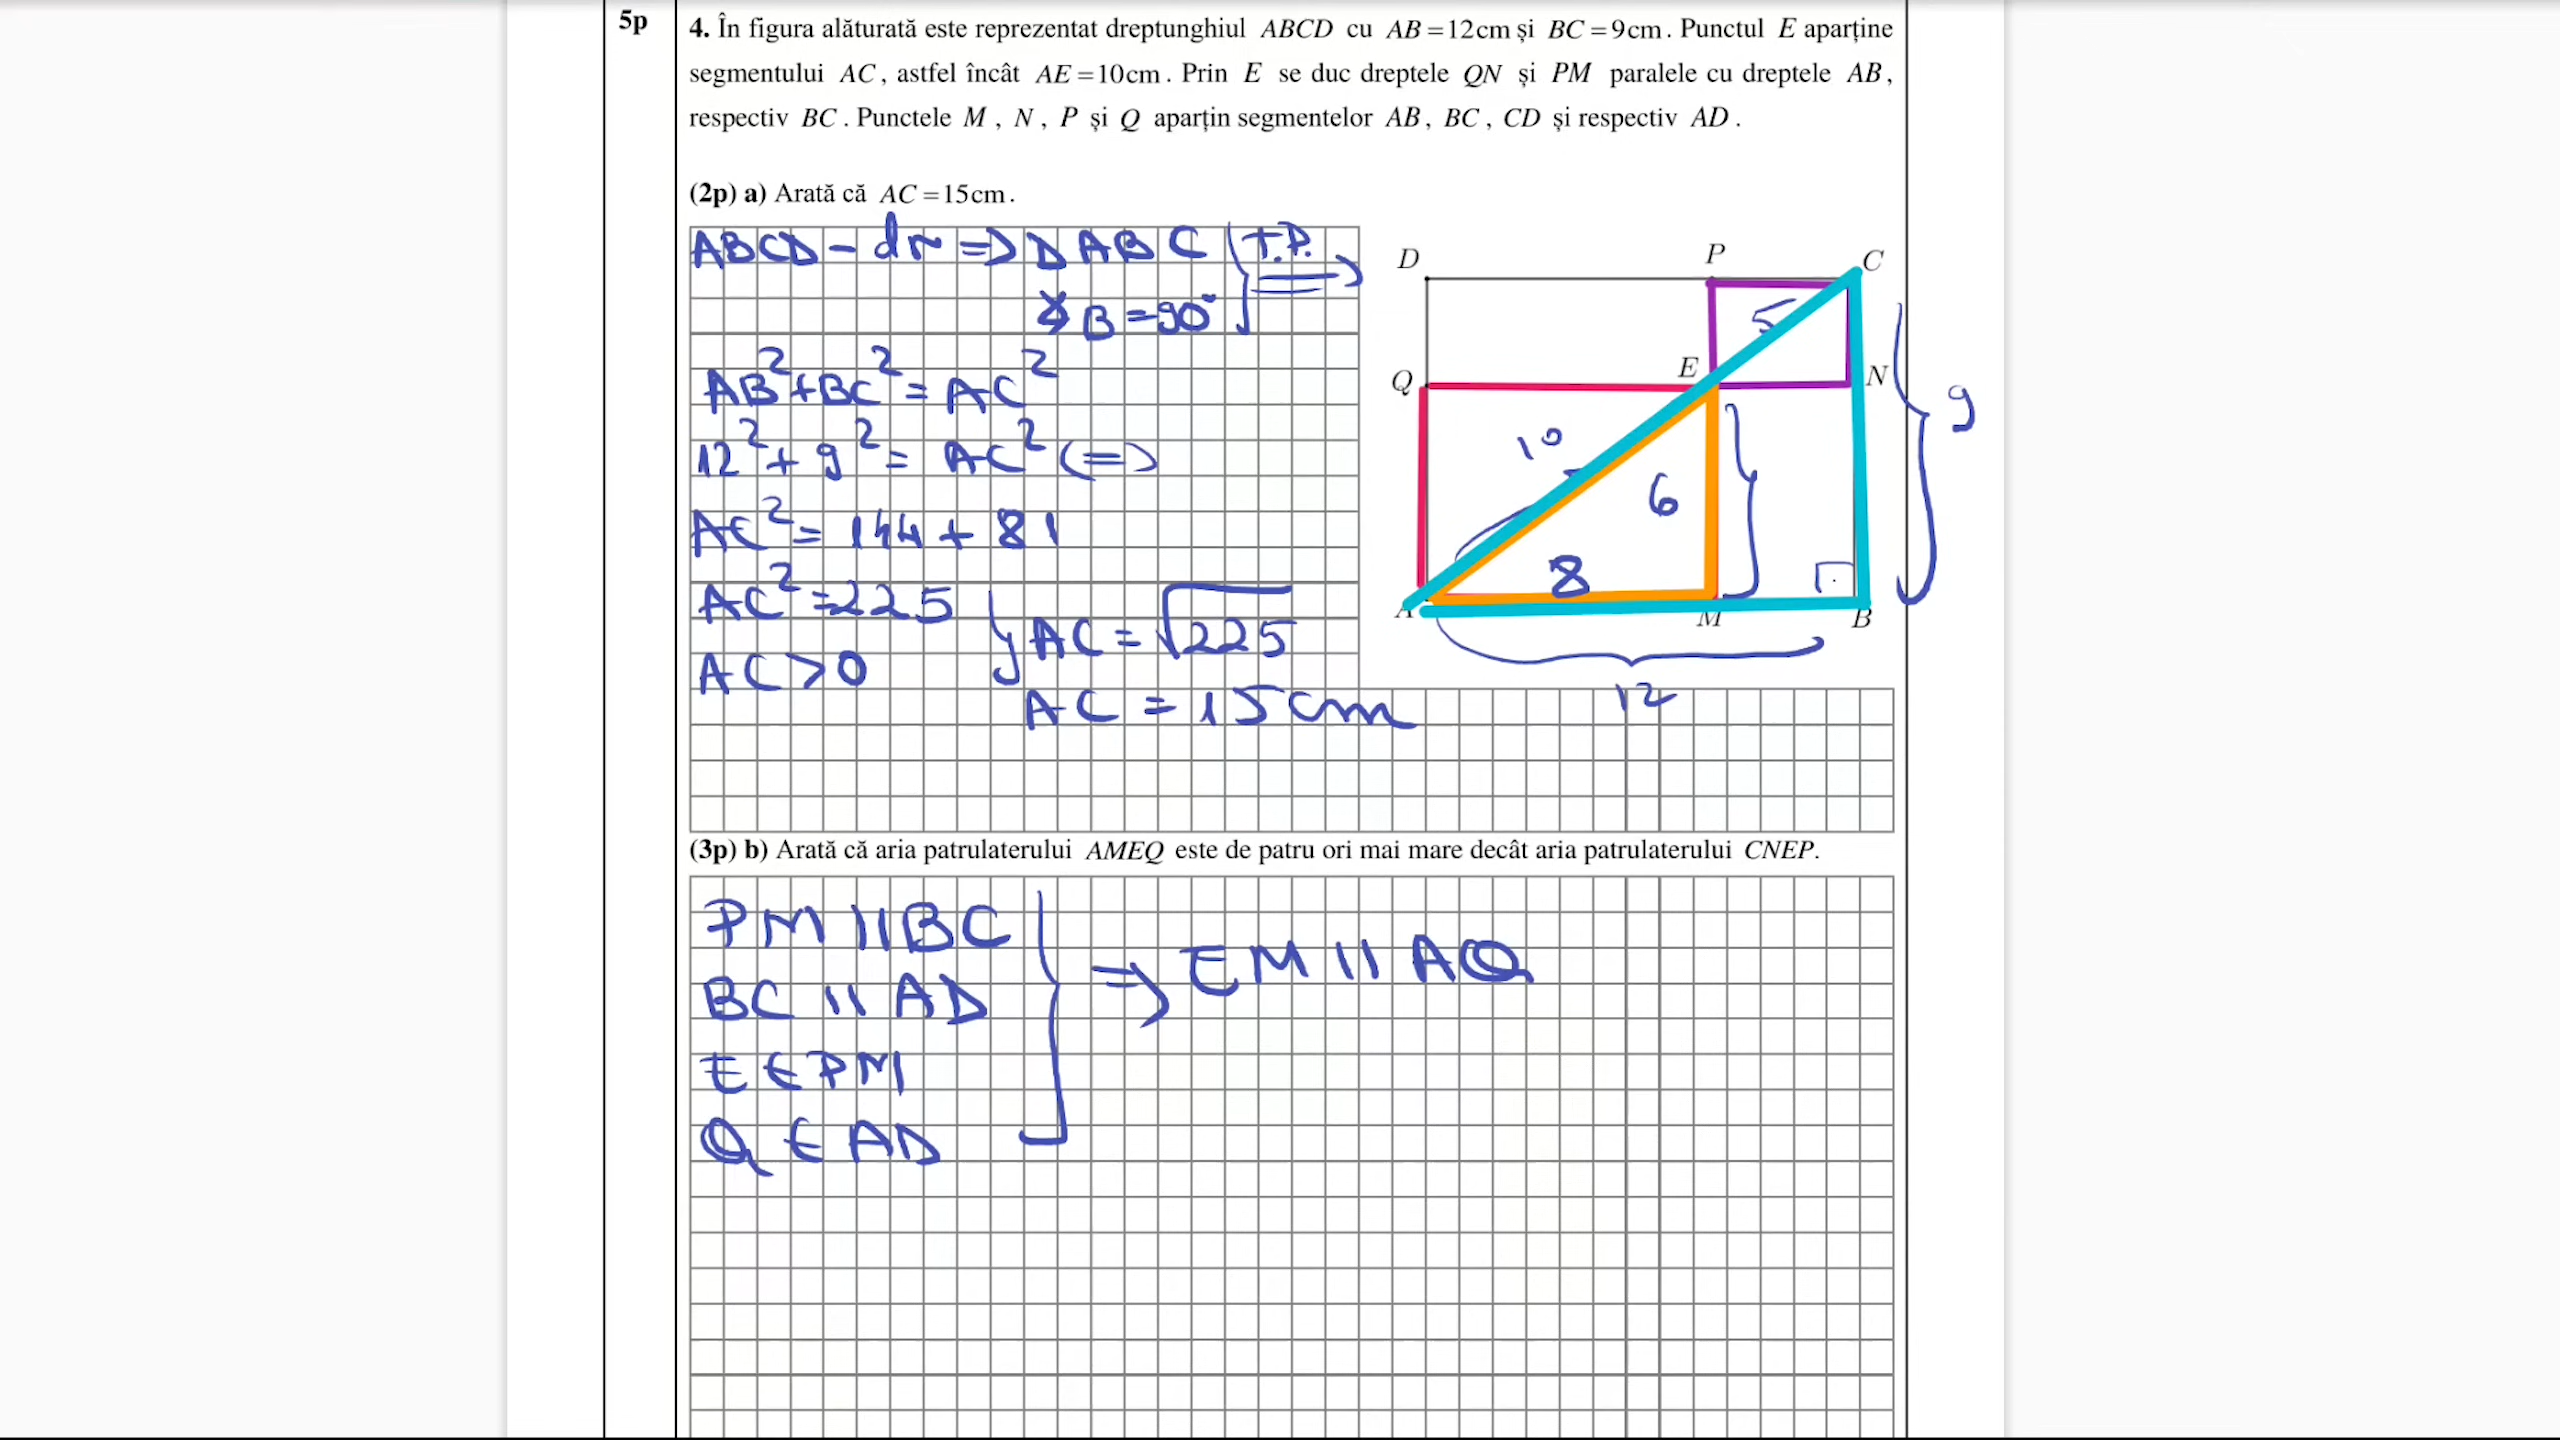 5p
4. În figura alăturată este reprezentat dreptunghiul ABCD cu AB = 12cm și BC = 9cm. Punctul E aparține
segmentului AC, astfel încât AE = 10cm. Prin E se duc dreptele QN și PM paralele cu dreptele AB,
respectiv BC. Punctele M, N, P și Q aparțin segmentelor AB, BC, CD și respectiv AD.
(2p) a) Arată că AC = 15cm.
ABCD - dr => Δ ABC } T.P. =>
∢ B = 90°
AB² + BC² = AC²
12² + 9² = AC² (=)
AC² = 144 + 81
AC² = 225
AC > 0
} AC = √225
AC = 15 cm
D
P
C
5
Q
E
N
9
10
6
8
A
M
B
12
(3p) b) Arată că aria patrulaterului AMEQ este de patru ori mai mare decât aria patrulaterului CNEP.
PM || BC
BC || AD
E ∈ PM
Q ∈ AD
} => EM || AQ